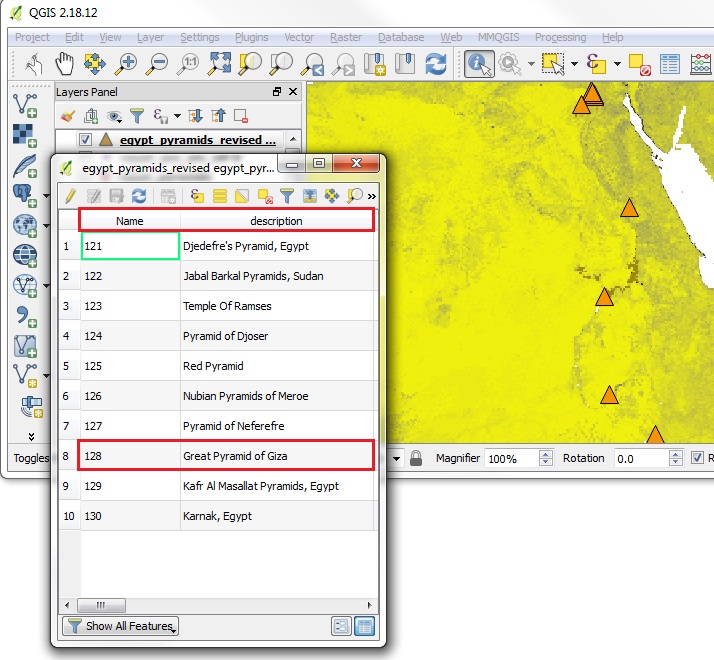 QGIS 2.18.12
Project Edit View Layer Settings Plugins Vector Raster Database Web MMQGIS Processing Help
Layers Panel
egypt_pyramids_revised ...
egypt_pyramids_revised egypt_pyr...
Name description
1 121 Djedefre's Pyramid, Egypt
2 122 Jabal Barkal Pyramids, Sudan
3 123 Temple Of Ramses
4 124 Pyramid of Djoser
5 125 Red Pyramid
6 126 Nubian Pyramids of Meroe
7 127 Pyramid of Neferefre
8 128 Great Pyramid of Giza
9 129 Kafr Al Masallat Pyramids, Egypt
10 130 Karnak, Egypt
Toggles Magnifier 100% Rotation 0.0 R
Show All Features